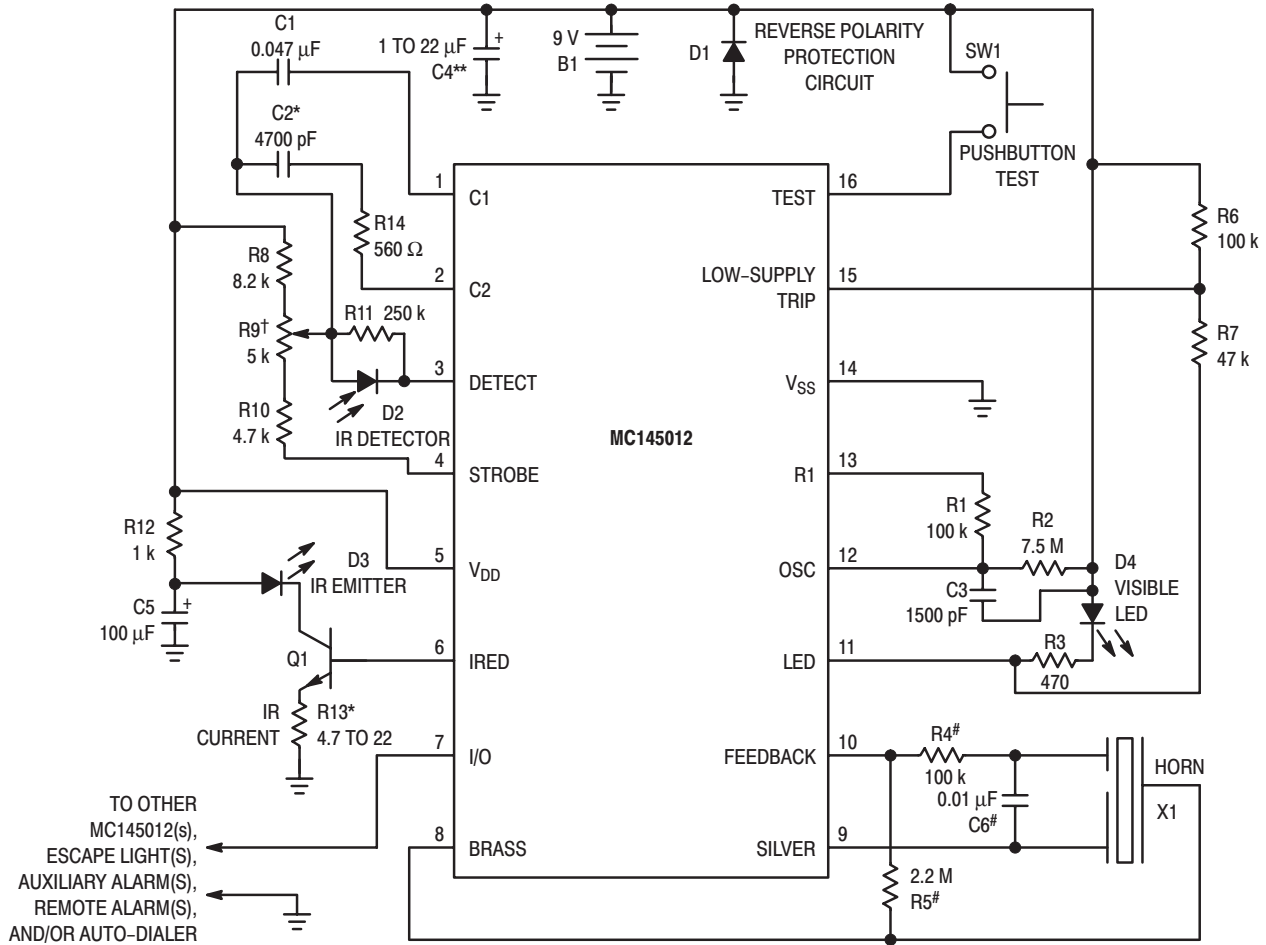 C1
0.047 μF
1 TO 22 μF
+
C4**
9 V
B1
D1
REVERSE POLARITY
PROTECTION
CIRCUIT
SW1
PUSHBUTTON
TEST
C2*
4700 pF
R14
560 Ω
R8
8.2 k
R9†
5 k
R10
4.7 k
R11 250 k
D2
IR DETECTOR
R12
1 k
C5
100 μF
+
D3
IR EMITTER
Q1
IR
CURRENT
R13*
4.7 TO 22
MC145012
1
C1
2
C2
3
DETECT
4
STROBE
5
VDD
6
IRED
7
I/O
8
BRASS
16
TEST
15
LOW–SUPPLY
TRIP
14
VSS
13
R1
12
OSC
11
LED
10
FEEDBACK
9
SILVER
R6
100 k
R7
47 k
R1
100 k
R2
7.5 M
C3
1500 pF
D4
VISIBLE
LED
R3
470
R4#
100 k
0.01 μF
C6#
HORN
X1
2.2 M
R5#
TO OTHER
MC145012(s),
ESCAPE LIGHT(S),
AUXILIARY ALARM(S),
REMOTE ALARM(S),
AND/OR AUTO–DIALER